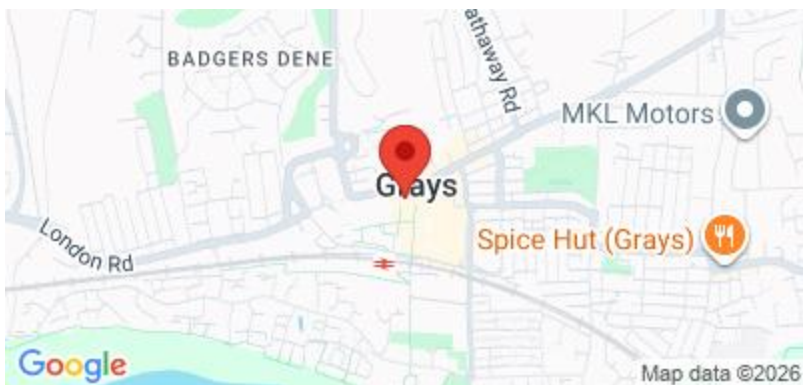 BADGERS DENE
athaway Rd
MKL Motors
Grays
London Rd
Spice Hut (Grays)
Google
Map data ©2026